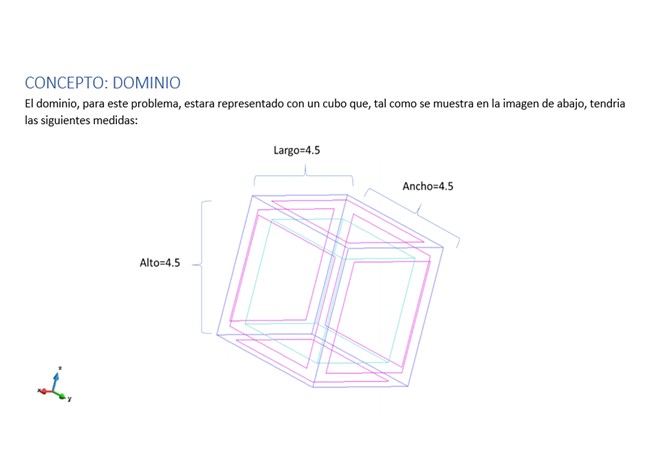 CONCEPTO: DOMINIO
El dominio, para este problema, estara representado con un cubo que, tal como se muestra en la imagen de abajo, tendria
las siguientes medidas:
Largo=4.5
Ancho=4.5
Alto=4.5
x
y